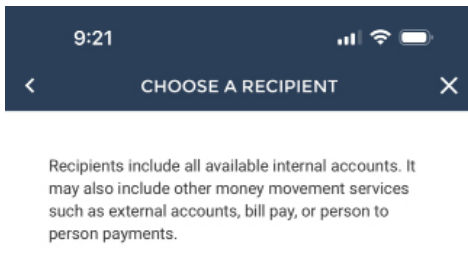 9:21
CHOOSE A RECIPIENT
Recipients include all available internal accounts. It
may also include other money movement services
such as external accounts, bill pay, or person to
person payments.